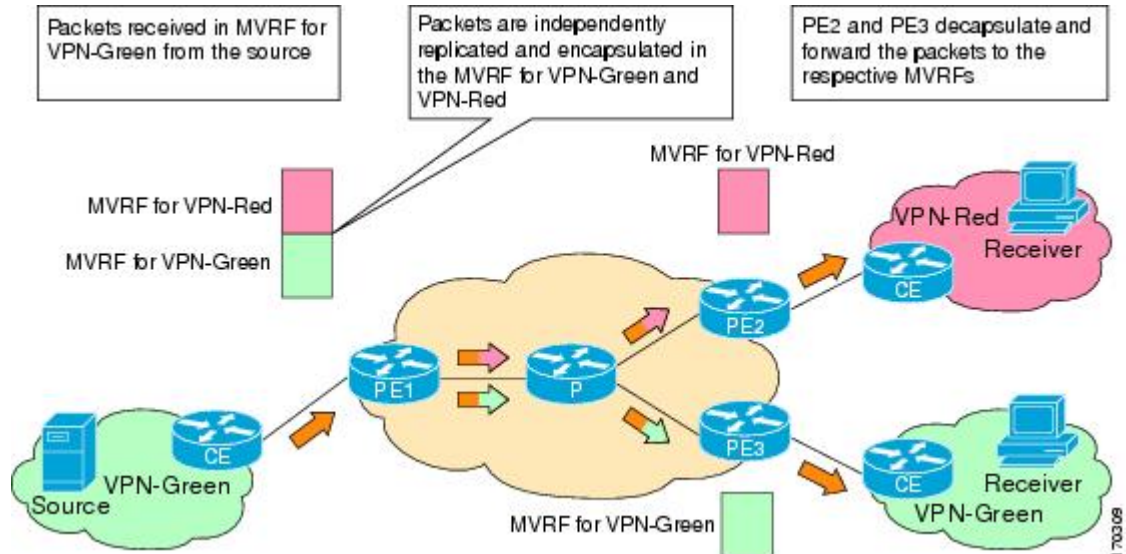 Packets received in MVRF for
VPN-Green from the source
Packets are independently
replicated and encapsulated in
the MVRF for VPN-Green and
VPN-Red
PE2 and PE3 decapsulate and
forward the packets to the
respective MVRFs
MVRF for VPN-Red
MVRF for VPN-Green
MVRF for VPN-Red
VPN-Red
Receiver
CE
PE2
PE1
P
PE3
CE
VPN-Green
Source
CE
Receiver
VPN-Green
MVRF for VPN-Green
170309